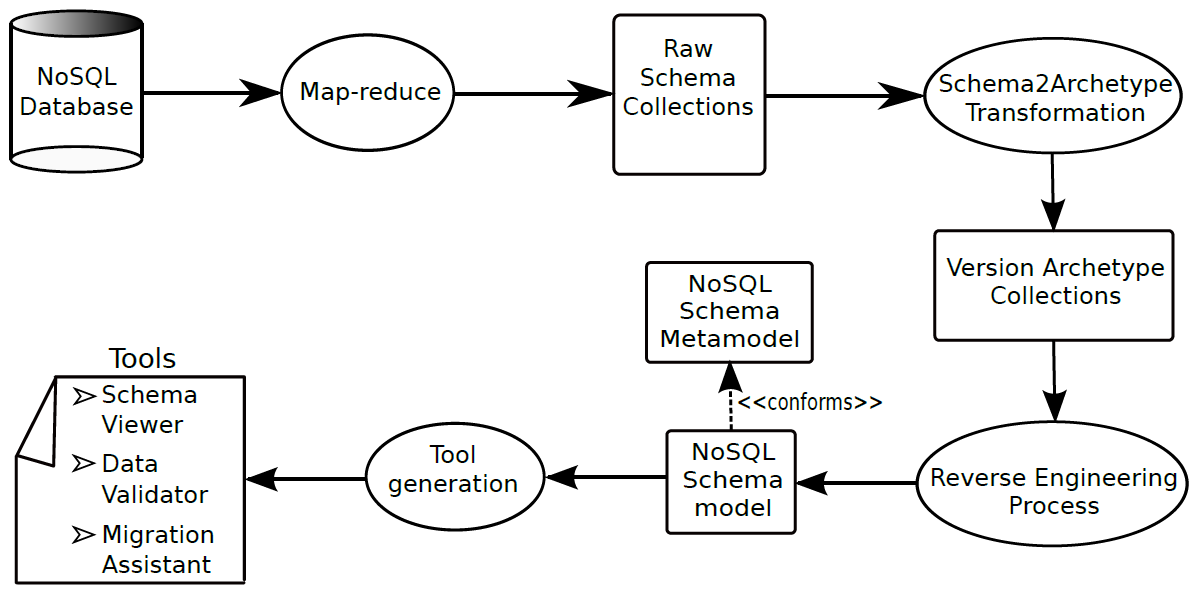 NoSQL
Database
Map-reduce
Raw
Schema
Collections
Schema2Archetype
Transformation
Version Archetype
Collections
NoSQL
Schema
Metamodel
<<conforms>>
Reverse Engineering
Process
NoSQL
Schema
model
Tool
generation
Tools
Schema
Viewer
Data
Validator
Migration
Assistant